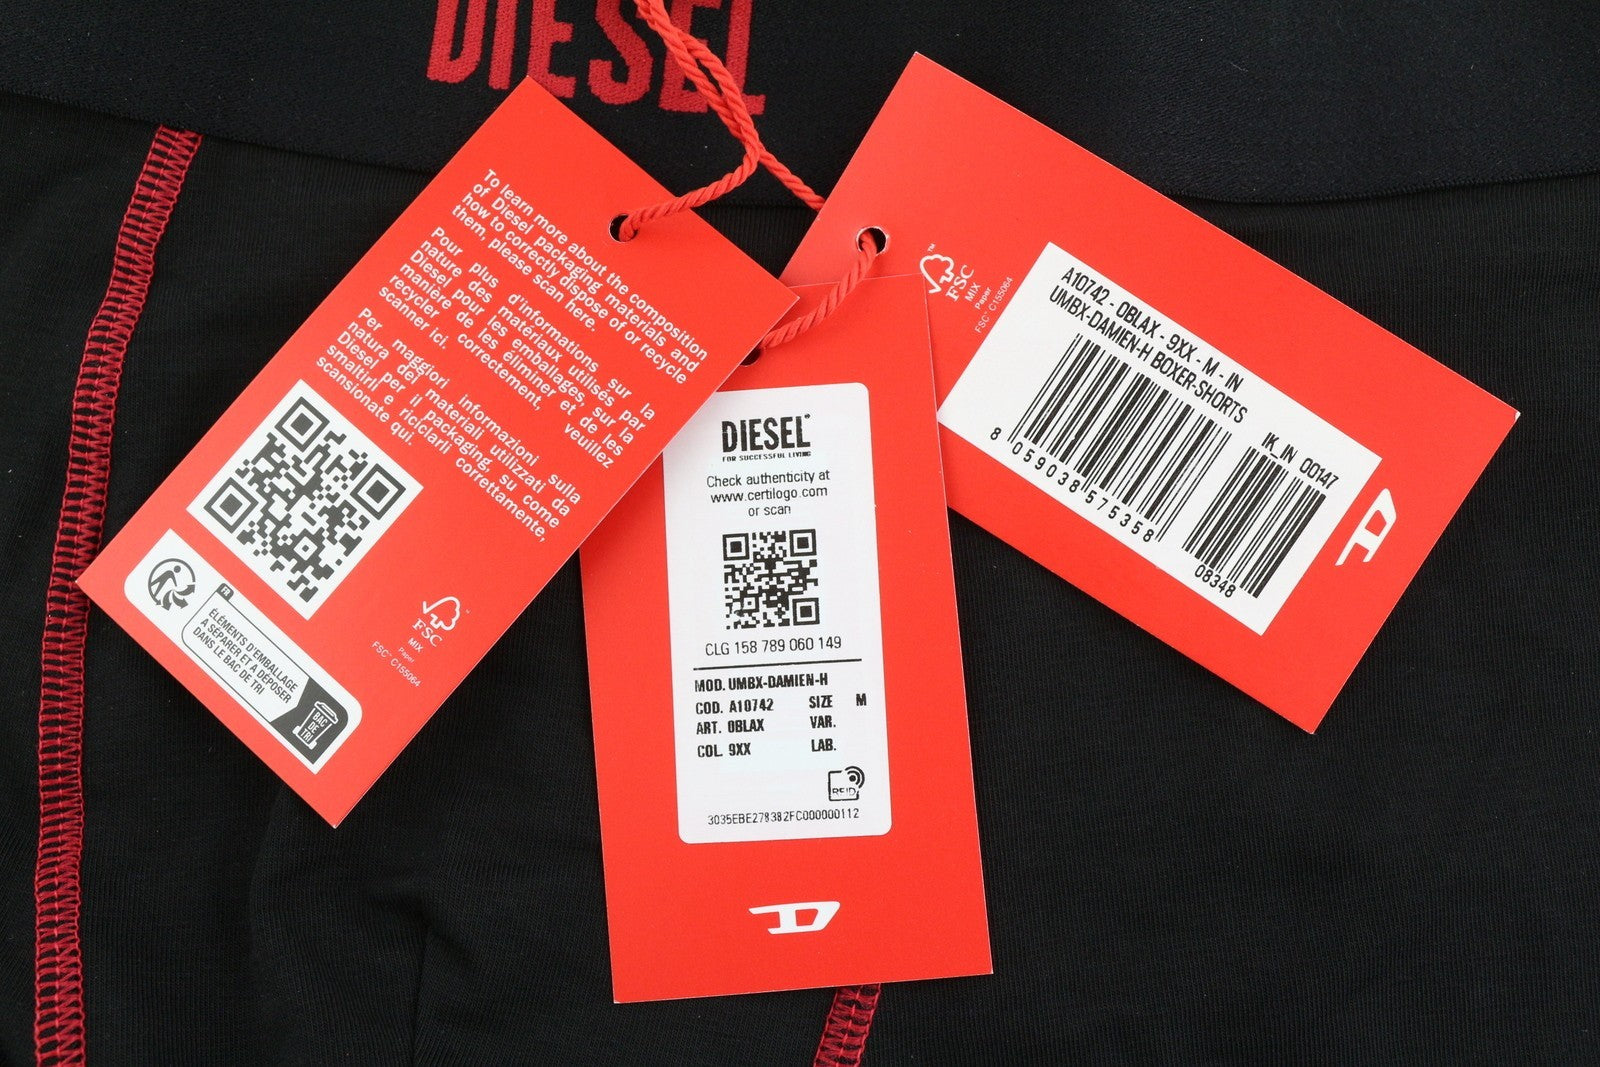 DIESEL
To learn more about the composition
of Diesel packaging materials and
how to correctly dispose of or recycle
them, please scan here.
Pour plus d'informations sur la
nature des matériaux utilisés par
Diesel pour les emballages, sur la
manière de les éliminer et de les
recycler correctement, veuillez
scanner ici.
Per maggiori informazioni sulla
natura dei materiali utilizzati da
Diesel per il packaging, su come
smaltirli e riciclarli correttamente,
scansionate qui.
FR
ÉLÉMENTS D'EMBALLAGE
À SÉPARER ET À DÉPOSER
DANS LE BAC DE TRI
BAC
DE
TRI
FSC™
MIX
Paper
FSC™ C155064
DIESEL®
FOR SUCCESSFUL LIVING
Check authenticity at
www.certilogo.com
or scan
CLG 158 789 060 149
MOD. UMBX-DAMIEN-H
COD. A10742 SIZE M
ART. 0BLAX VAR.
COL. 9XX LAB.
RFID
3035EBE278382FC000000112
D
FSC™
MIX
Paper
FSC™ C155064
A10742 - 0BLAX - 9XX - M - IN
UMBX-DAMIEN-H BOXER-SHORTS
IK_IN 00147
8 059038 575358
08348
D